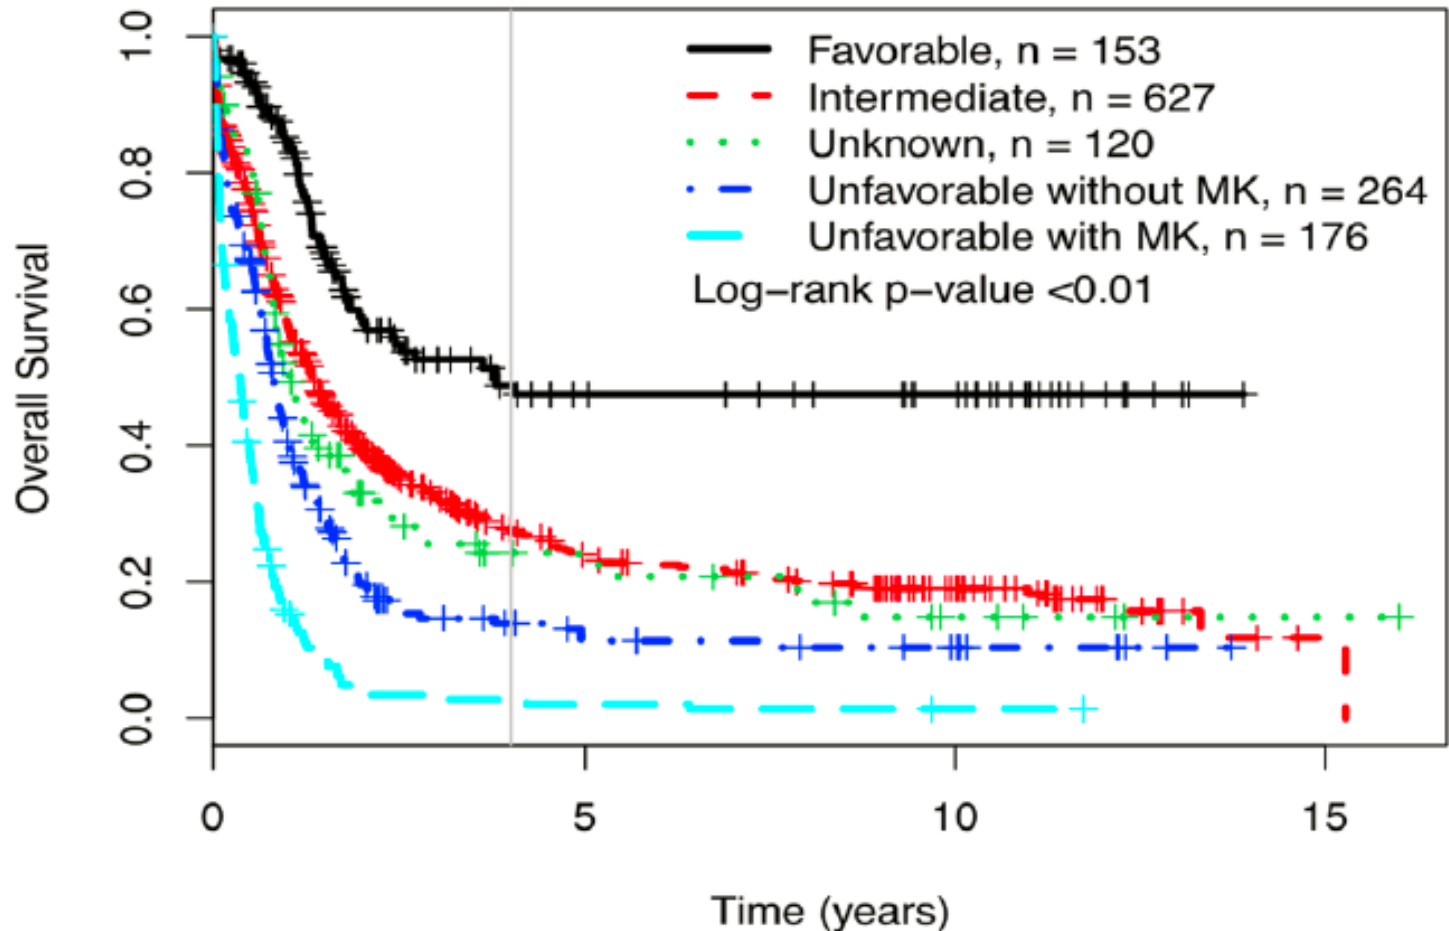 Favorable, n = 153
Intermediate, n = 627
Unknown, n = 120
Unfavorable without MK, n = 264
Unfavorable with MK, n = 176
Log-rank p-value <0.01
Overall Survival
1.0
0.8
0.6
0.4
0.2
0.0
0 5 10 15
Time (years)